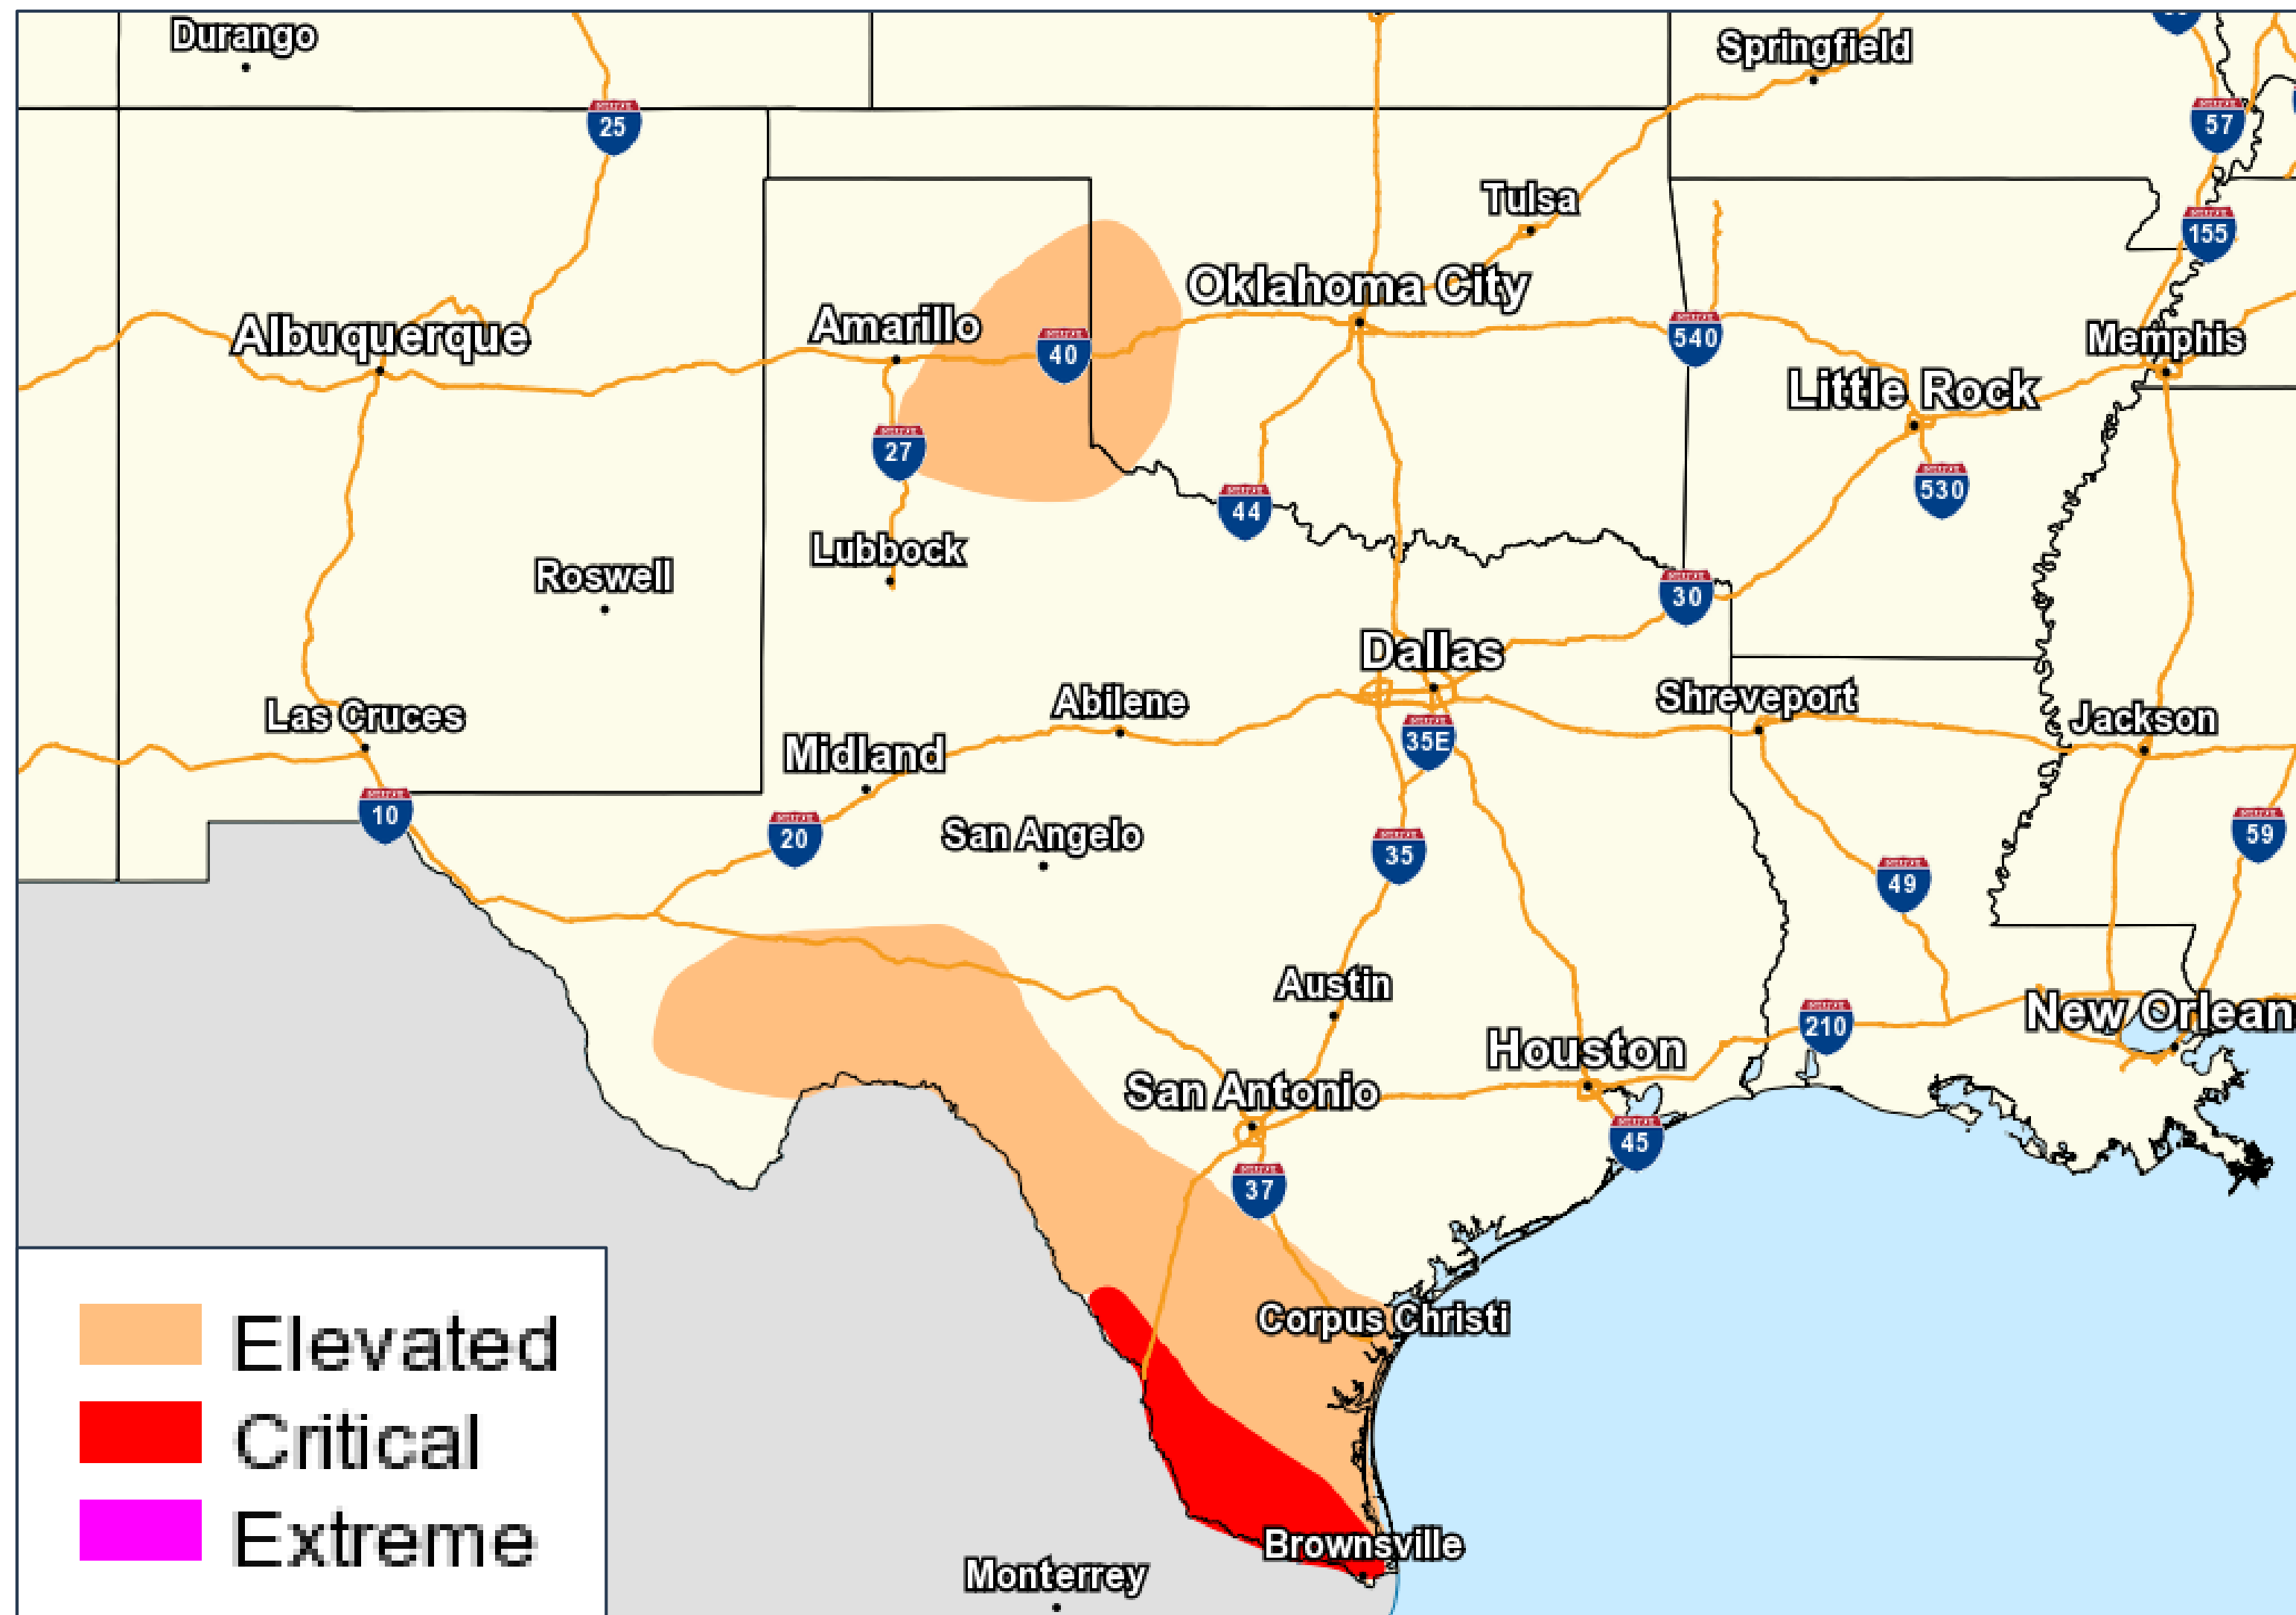 Durango
Springfield
25
57
Tulsa
155
Oklahoma City
Amarillo
Albuquerque
40
540
Memphis
Little Rock
27
530
44
Lubbock
Roswell
30
Dallas
Shreveport
Abilene
Las Cruces
Jackson
35E
Midland
10
20
San Angelo
35
59
49
Austin
New Orlean
210
Houston
San Antonio
45
37
Corpus Christi
Elevated
Critical
Extreme
Brownsville
Monterrey